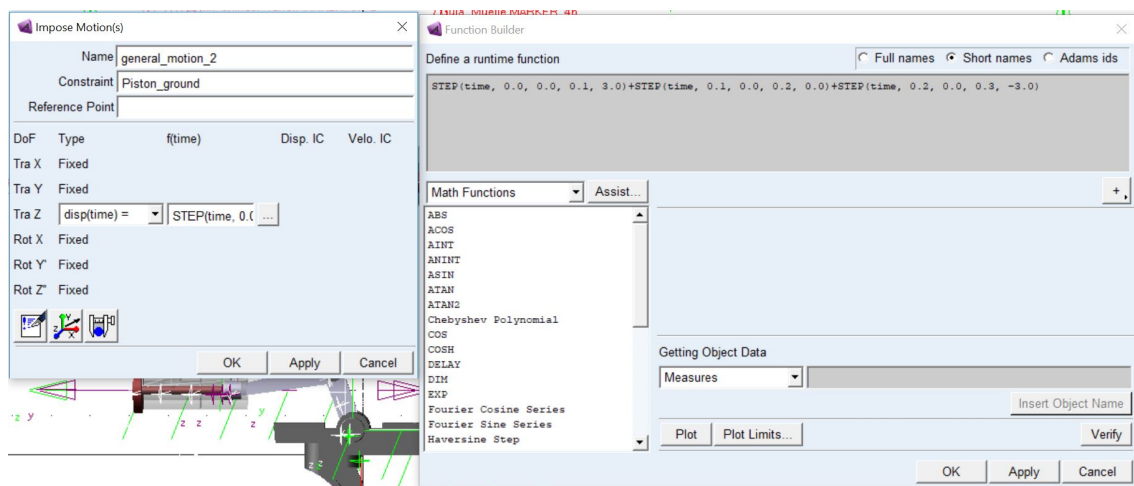 Impose Motion(s)
Name general_motion_2
Constraint Piston_ground
Reference Point
DoF Type f(time) Disp. IC Velo. IC
Tra X Fixed
Tra Y Fixed
Tra Z disp(time) = STEP(time, 0.0 ...
Rot X Fixed
Rot Y' Fixed
Rot Z" Fixed
OK Apply Cancel
z y
z z
z
y
z z
Function Builder
Define a runtime function
Full names Short names Adams ids
STEP(time, 0.0, 0.0, 0.1, 3.0)+STEP(time, 0.1, 0.0, 0.2, 0.0)+STEP(time, 0.2, 0.0, 0.3, -3.0)
Math Functions Assist... +
ABS
ACOS
AINT
ANINT
ASIN
ATAN
ATAN2
Chebyshev Polynomial
COS
COSH
DELAY
DIM
EXP
Fourier Cosine Series
Fourier Sine Series
Haversine Step
Getting Object Data
Measures
Insert Object Name
Plot Plot Limits... Verify
OK Apply Cancel